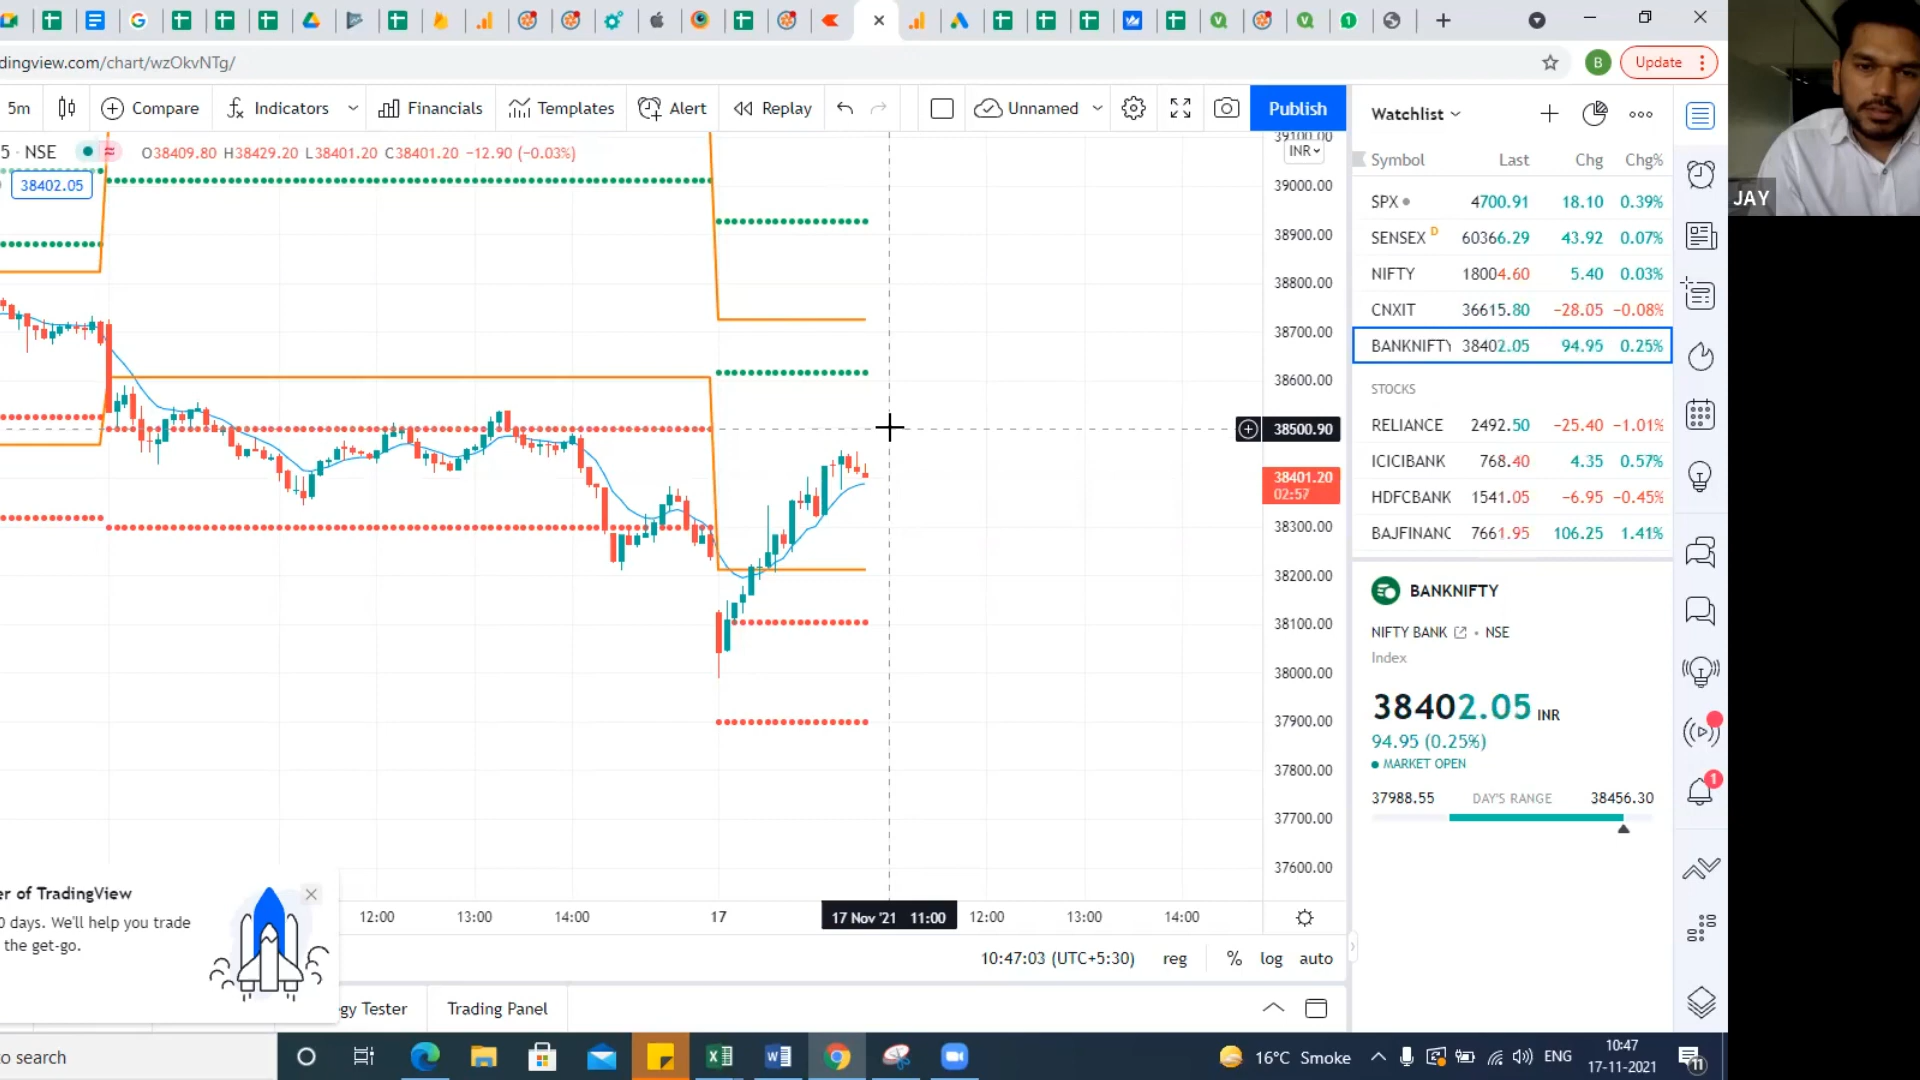 dingview.com/chart/wzOkvNTg/
B
Update
5m
Compare
Indicators
Financials
Templates
Alert
Replay
Unnamed
Publish
5 · NSE
O38409.80 H38429.20 L38401.20 C38401.20 −12.90 (−0.03%)
38402.05
39100.00
INR
39000.00
38900.00
38800.00
38700.00
38600.00
38500.90
38401.20
02:57
38300.00
38200.00
38100.00
38000.00
37900.00
37800.00
37700.00
37600.00
12:00
13:00
14:00
17
17 Nov '21 11:00
12:00
13:00
14:00
er of TradingView
0 days. We'll help you trade
the get-go.
10:47:03 (UTC+5:30)
reg
%
log
auto
gy Tester
Trading Panel
Watchlist
Symbol Last Chg Chg%
SPX 4700.91 18.10 0.39%
SENSEX D 60366.29 43.92 0.07%
NIFTY 18004.60 5.40 0.03%
CNXIT 36615.80 −28.05 −0.08%
BANKNIFTY 38402.05 94.95 0.25%
STOCKS
RELIANCE 2492.50 −25.40 −1.01%
ICICIBANK 768.40 4.35 0.57%
HDFCBANK 1541.05 −6.95 −0.45%
BAJFINANC 7661.95 106.25 1.41%
BANKNIFTY
NIFTY BANK · NSE
Index
38402.05 INR
94.95 (0.25%)
MARKET OPEN
37988.55 DAY'S RANGE 38456.30
1
JAY
to search
16°C Smoke
ENG
10:47
17-11-2021
11